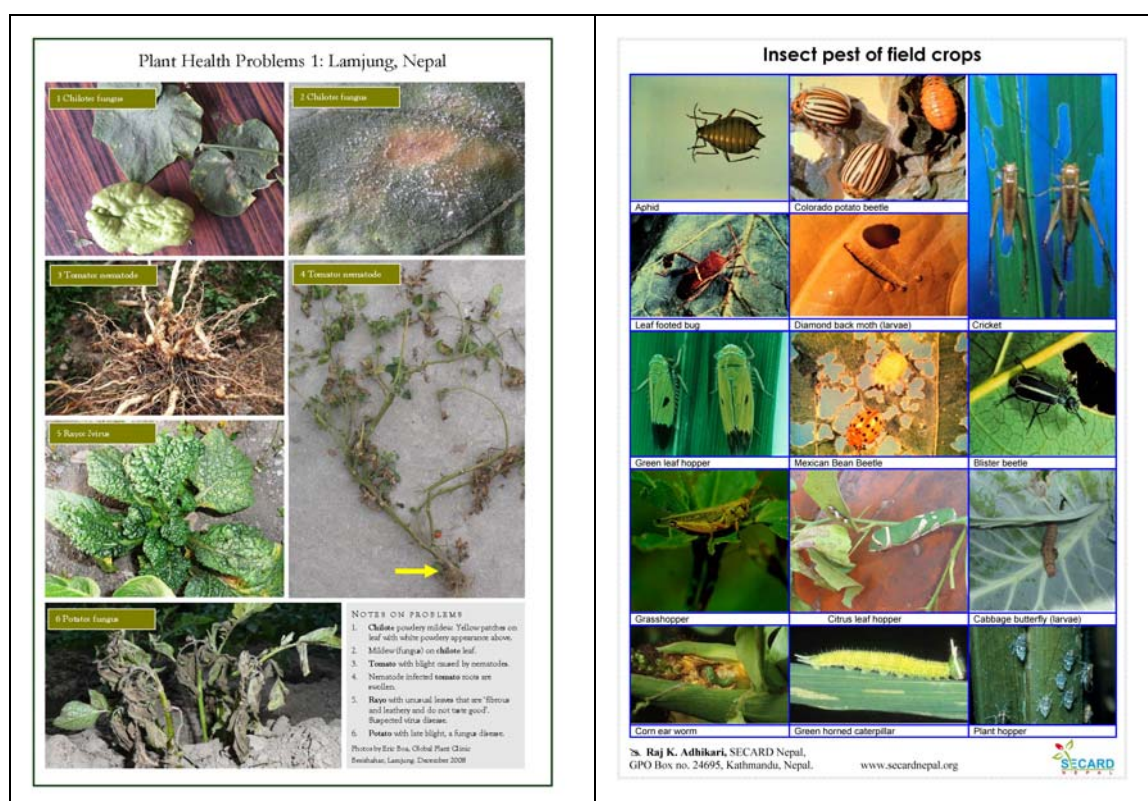 Plant Health Problems 1: Lamjung, Nepal
1 Chilote: fungus
2 Chilote: fungus
3 Tomato: nematode
4 Tomato: nematode
5 Rayo: ?virus
6 Potato: fungus
NOTES ON PROBLEMS
1. Chilote powdery mildew. Yellow patches on
leaf with white powdery appearance above.
2. Mildew (fungus) on chilote leaf.
3. Tomato with blight caused by nematodes.
4. Nematode infected tomato roots are
swollen.
5. Rayo with unusual leaves that are 'fibrous
and leathery and do not taste good'.
Suspected virus disease.
6. Potato with late blight, a fungus disease.
Photos by Eric Boa, Global Plant Clinic
Besishahar, Lamjung. December 2008
Insect pest of field crops
Aphid
Colorado potato beetle
Leaf footed bug
Diamond back moth (larvae)
Cricket
Green leaf hopper
Mexican Bean Beetle
Blister beetle
Grasshopper
Citrus leaf hopper
Cabbage butterfly (larvae)
Corn ear worm
Green horned caterpillar
Plant hopper
Raj K. Adhikari, SECARD Nepal,
GPO Box no. 24695, Kathmandu, Nepal.
www.secardnepal.org
SECARD
NEPAL